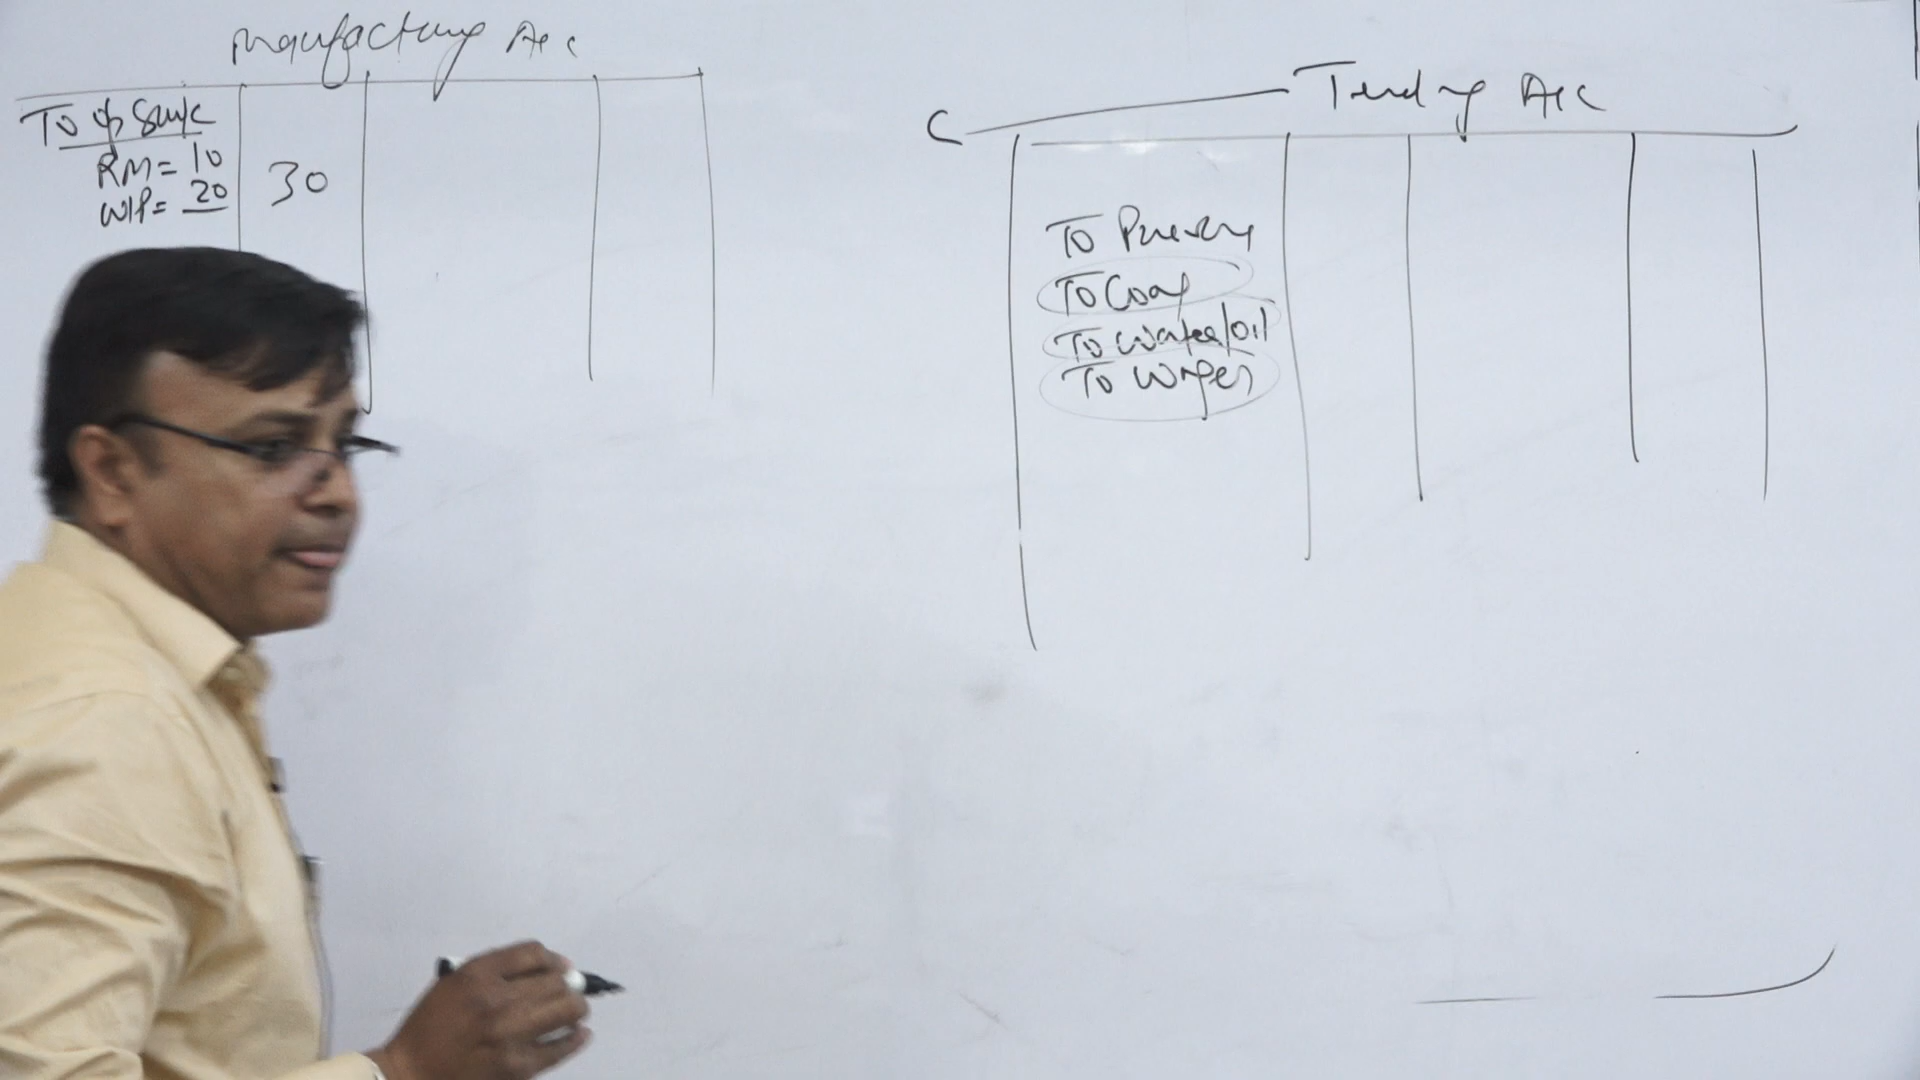 Manufacturing A/c
To op Stock
RM = 10
WIP = 20
30
Trading A/c
To Purchase
To Coal
To Water/Oil
To Wages